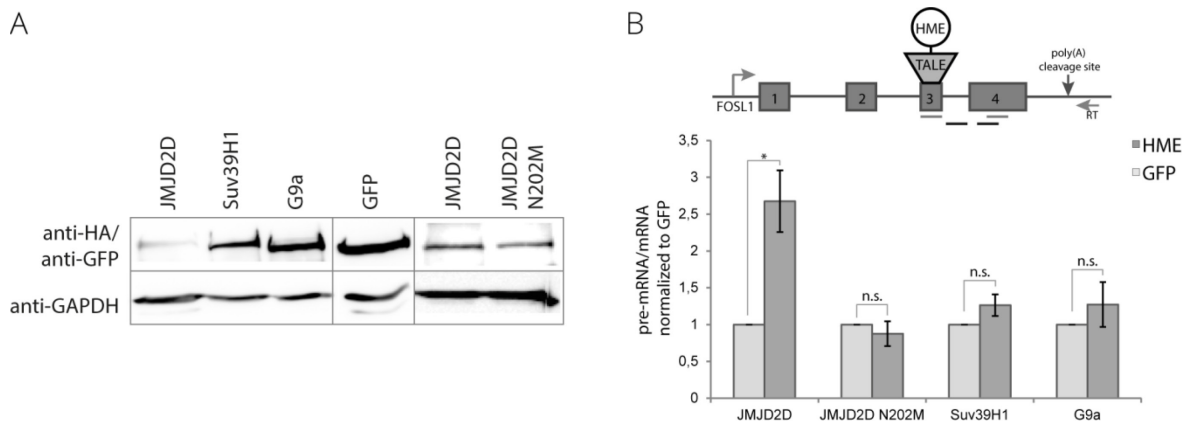 A
JMJD2D
Suv39H1
G9a
GFP
JMJD2D
JMJD2D
N202M
anti-HA/
anti-GFP
anti-GAPDH
B
HME
TALE
poly(A)
cleavage site
FOSL1
1
2
3
4
RT
HME
GFP
pre-mRNA/mRNA
normalized to GFP
3,5
3
2,5
2
1,5
1
0,5
0
*
n.s.
n.s.
n.s.
JMJD2D
JMJD2D N202M
Suv39H1
G9a